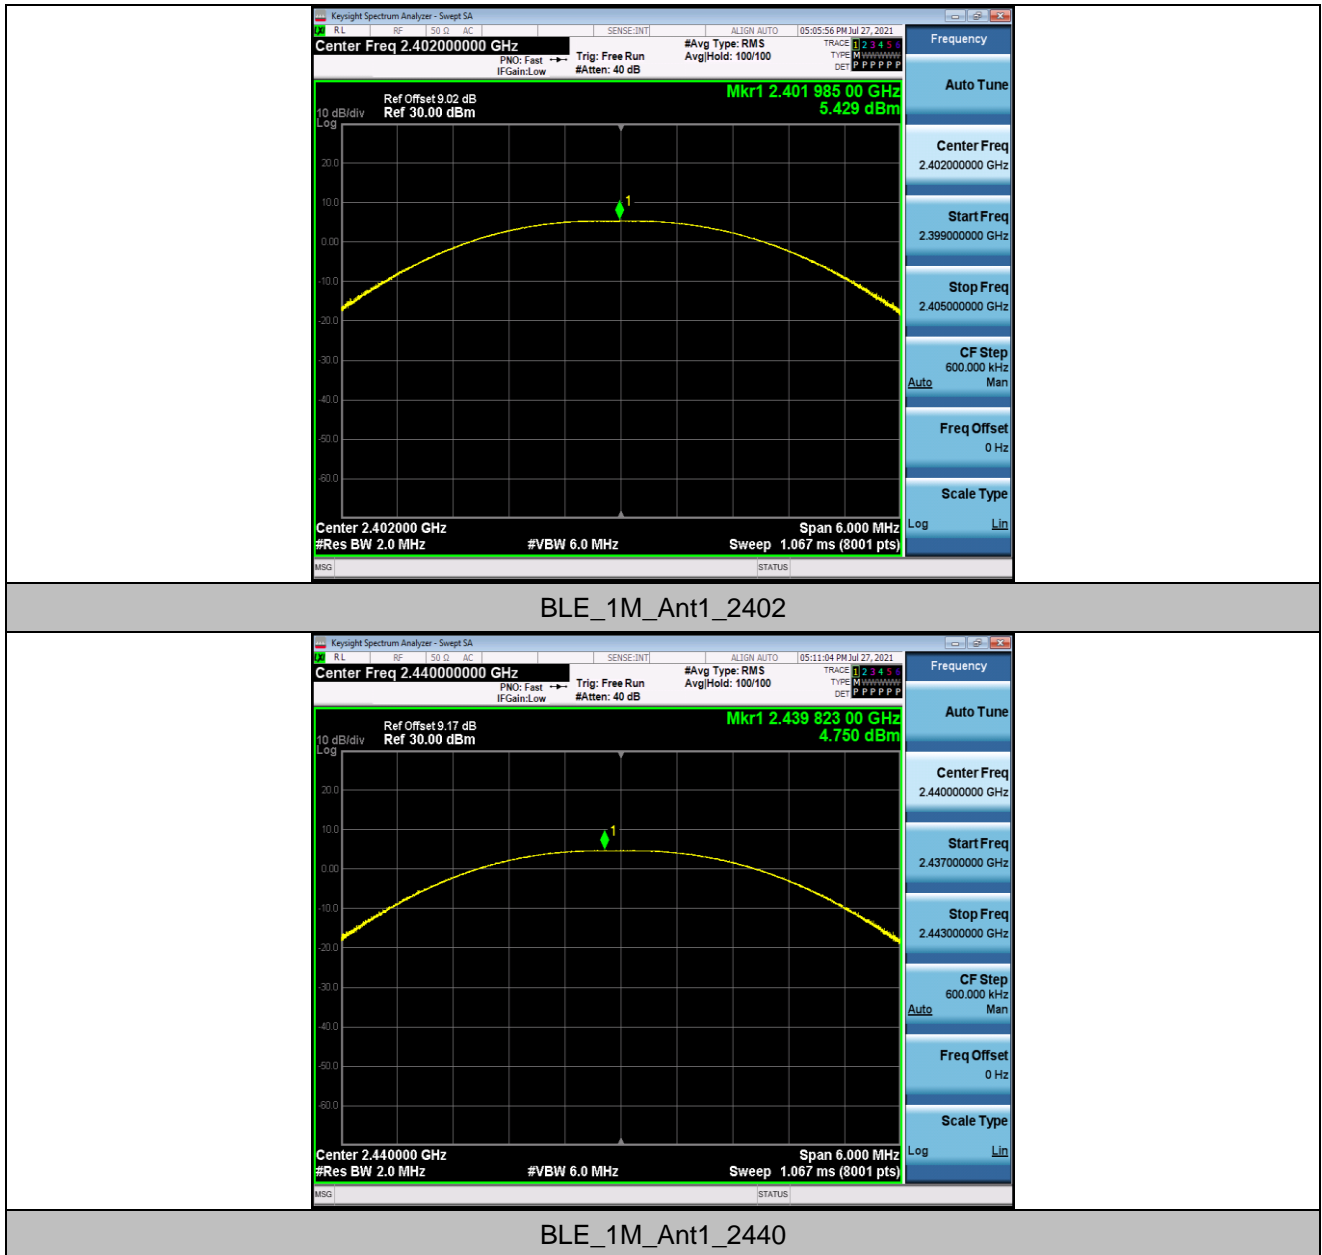 Keysight Spectrum Analyzer - Swept SA
RL RF 50 Ω AC SENSE:INT ALIGN AUTO 05:05:56 PM Jul 27, 2021
Center Freq 2.402000000 GHz
PNO: Fast
IFGain:Low
Trig: Free Run
#Atten: 40 dB
#Avg Type: RMS
Avg|Hold: 100/100
TRACE 1 2 3 4 5 6
TYPE M
DET P P P P P P
Ref Offset 9.02 dB
10 dB/div Ref 30.00 dBm
Log
Mkr1 2.401 985 00 GHz
5.429 dBm
20.0
10.0
0.00
-10.0
-20.0
-30.0
-40.0
-50.0
-60.0
1
Center 2.402000 GHz Span 6.000 MHz
#Res BW 2.0 MHz #VBW 6.0 MHz Sweep 1.067 ms (8001 pts)
MSG STATUS
Frequency
Auto Tune
Center Freq
2.402000000 GHz
Start Freq
2.399000000 GHz
Stop Freq
2.405000000 GHz
CF Step
600.000 kHz
Auto Man
Freq Offset
0 Hz
Scale Type
Log Lin
BLE_1M_Ant1_2402
Keysight Spectrum Analyzer - Swept SA
RL RF 50 Ω AC SENSE:INT ALIGN AUTO 05:11:04 PM Jul 27, 2021
Center Freq 2.440000000 GHz
PNO: Fast
IFGain:Low
Trig: Free Run
#Atten: 40 dB
#Avg Type: RMS
Avg|Hold: 100/100
TRACE 1 2 3 4 5 6
TYPE M
DET P P P P P P
Ref Offset 9.17 dB
10 dB/div Ref 30.00 dBm
Log
Mkr1 2.439 823 00 GHz
4.750 dBm
20.0
10.0
0.00
-10.0
-20.0
-30.0
-40.0
-50.0
-60.0
1
Center 2.440000 GHz Span 6.000 MHz
#Res BW 2.0 MHz #VBW 6.0 MHz Sweep 1.067 ms (8001 pts)
MSG STATUS
Frequency
Auto Tune
Center Freq
2.440000000 GHz
Start Freq
2.437000000 GHz
Stop Freq
2.443000000 GHz
CF Step
600.000 kHz
Auto Man
Freq Offset
0 Hz
Scale Type
Log Lin
BLE_1M_Ant1_2440